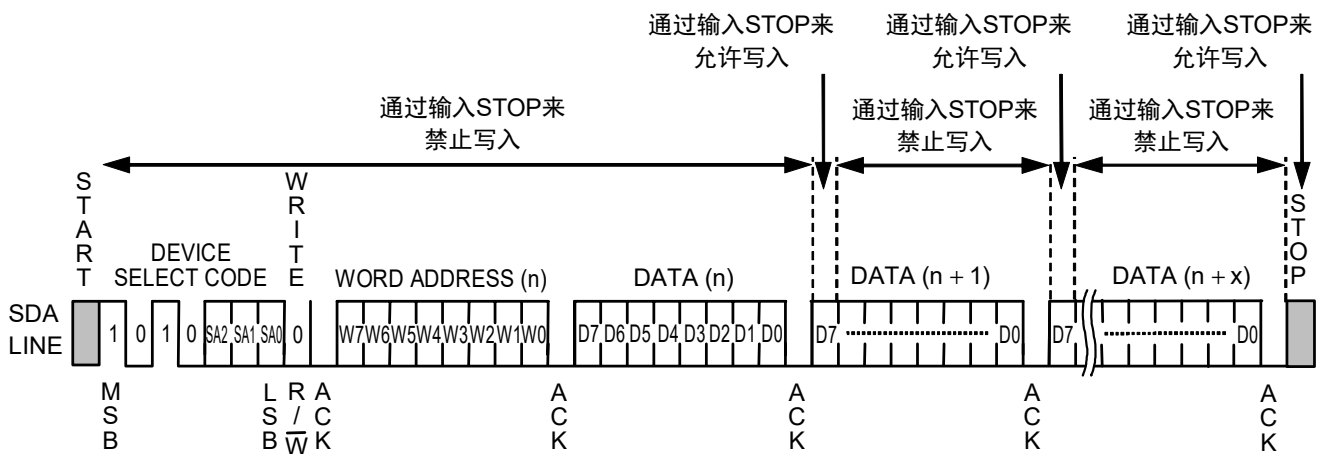 通过输入STOP来 通过输入STOP来 通过输入STOP来
允许写入 允许写入 允许写入
通过输入STOP来 通过输入STOP来 通过输入STOP来
禁止写入 禁止写入 禁止写入
START
DEVICE
SELECT CODE
WRITE
WORD ADDRESS (n)
DATA (n)
DATA (n + 1)
DATA (n + x)
STOP
SDA
LINE
1 0 1 0 SA2 SA1 SA0 0 W7 W6 W5 W4 W3 W2 W1 W0 D7 D6 D5 D4 D3 D2 D1 D0 D7 D0 D7 D0
MSB
LSB
R/W
ACK
ACK
ACK
ACK
ACK